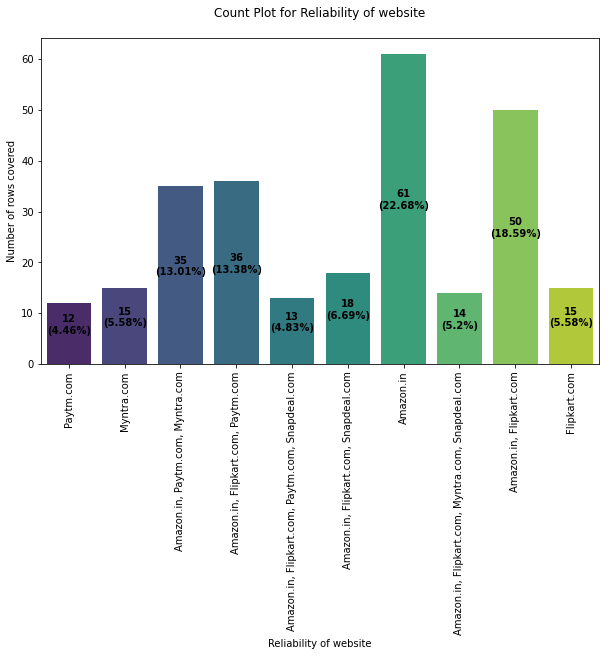 Count Plot for Reliability of website
Number of rows covered
60
50
40
30
20
10
0
12
(4.46%)
15
(5.58%)
35
(13.01%)
36
(13.38%)
13
(4.83%)
18
(6.69%)
61
(22.68%)
14
(5.2%)
50
(18.59%)
15
(5.58%)
Paytm.com
Myntra.com
Amazon.in, Paytm.com, Myntra.com
Amazon.in, Flipkart.com, Paytm.com
Amazon.in, Flipkart.com, Paytm.com, Snapdeal.com
Amazon.in, Flipkart.com, Snapdeal.com
Amazon.in
Amazon.in, Flipkart.com, Myntra.com, Snapdeal.com
Amazon.in, Flipkart.com
Flipkart.com
Reliability of website